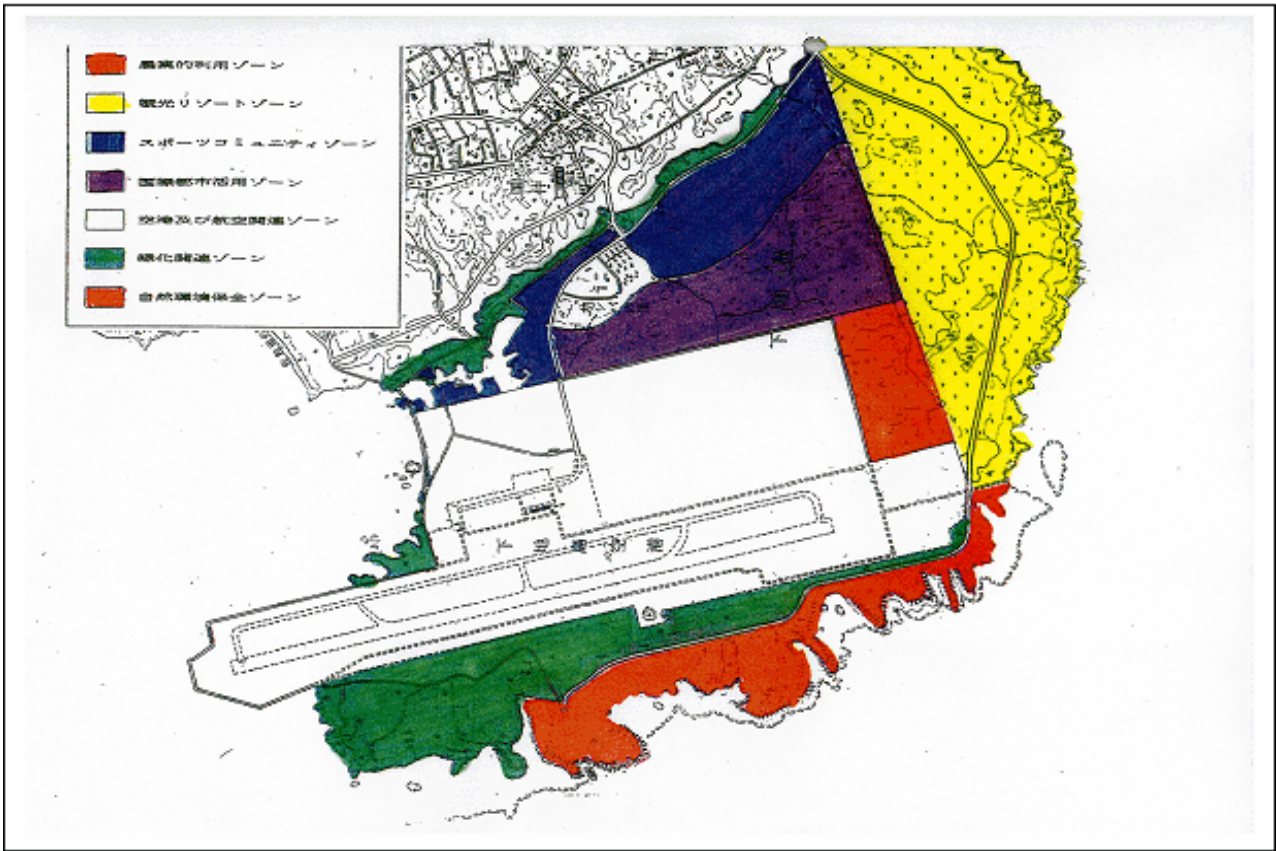 農業的利用ゾーン
観光リゾートゾーン
スポーツコミュニティゾーン
国際都市活用ゾーン
空港及び航空関連ゾーン
緑化関連ゾーン
自然環境保全ゾーン
下地島空港